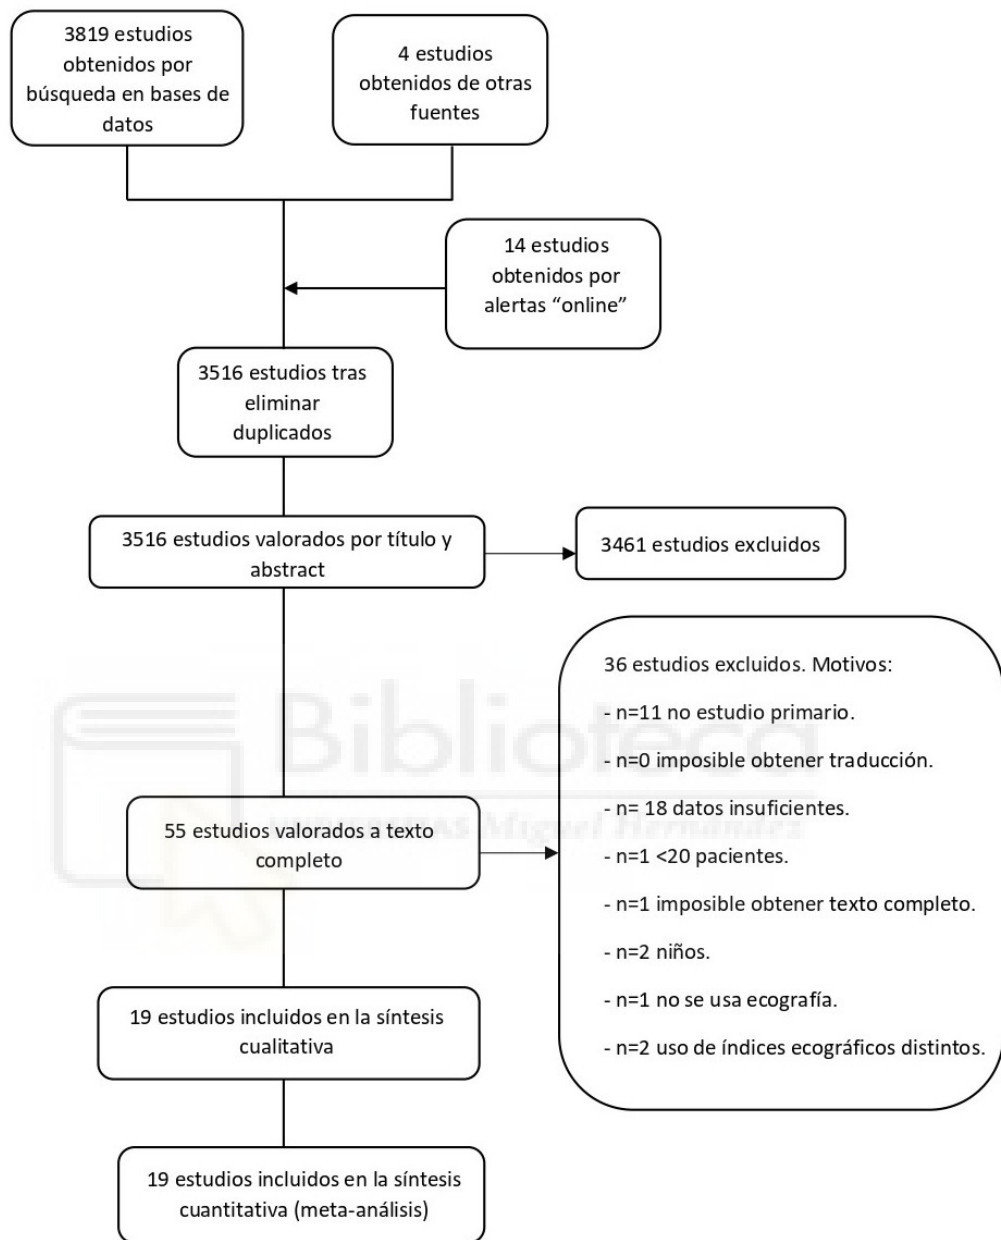 3819 estudios
obtenidos por
búsqueda en bases de
datos
4 estudios
obtenidos de otras
fuentes
14 estudios
obtenidos por
alertas “online”
3516 estudios tras
eliminar
duplicados
3516 estudios valorados por título y
abstract
3461 estudios excluidos
36 estudios excluidos. Motivos:
- n=11 no estudio primario.
- n=0 imposible obtener traducción.
- n= 18 datos insuficientes.
- n=1 <20 pacientes.
- n=1 imposible obtener texto completo.
- n=2 niños.
- n=1 no se usa ecografía.
- n=2 uso de índices ecográficos distintos.
Biblioteca
UNIVERSITAS Miguel Hernández
55 estudios valorados a texto
completo
19 estudios incluidos en la síntesis
cualitativa
19 estudios incluidos en la síntesis
cuantitativa (meta-análisis)